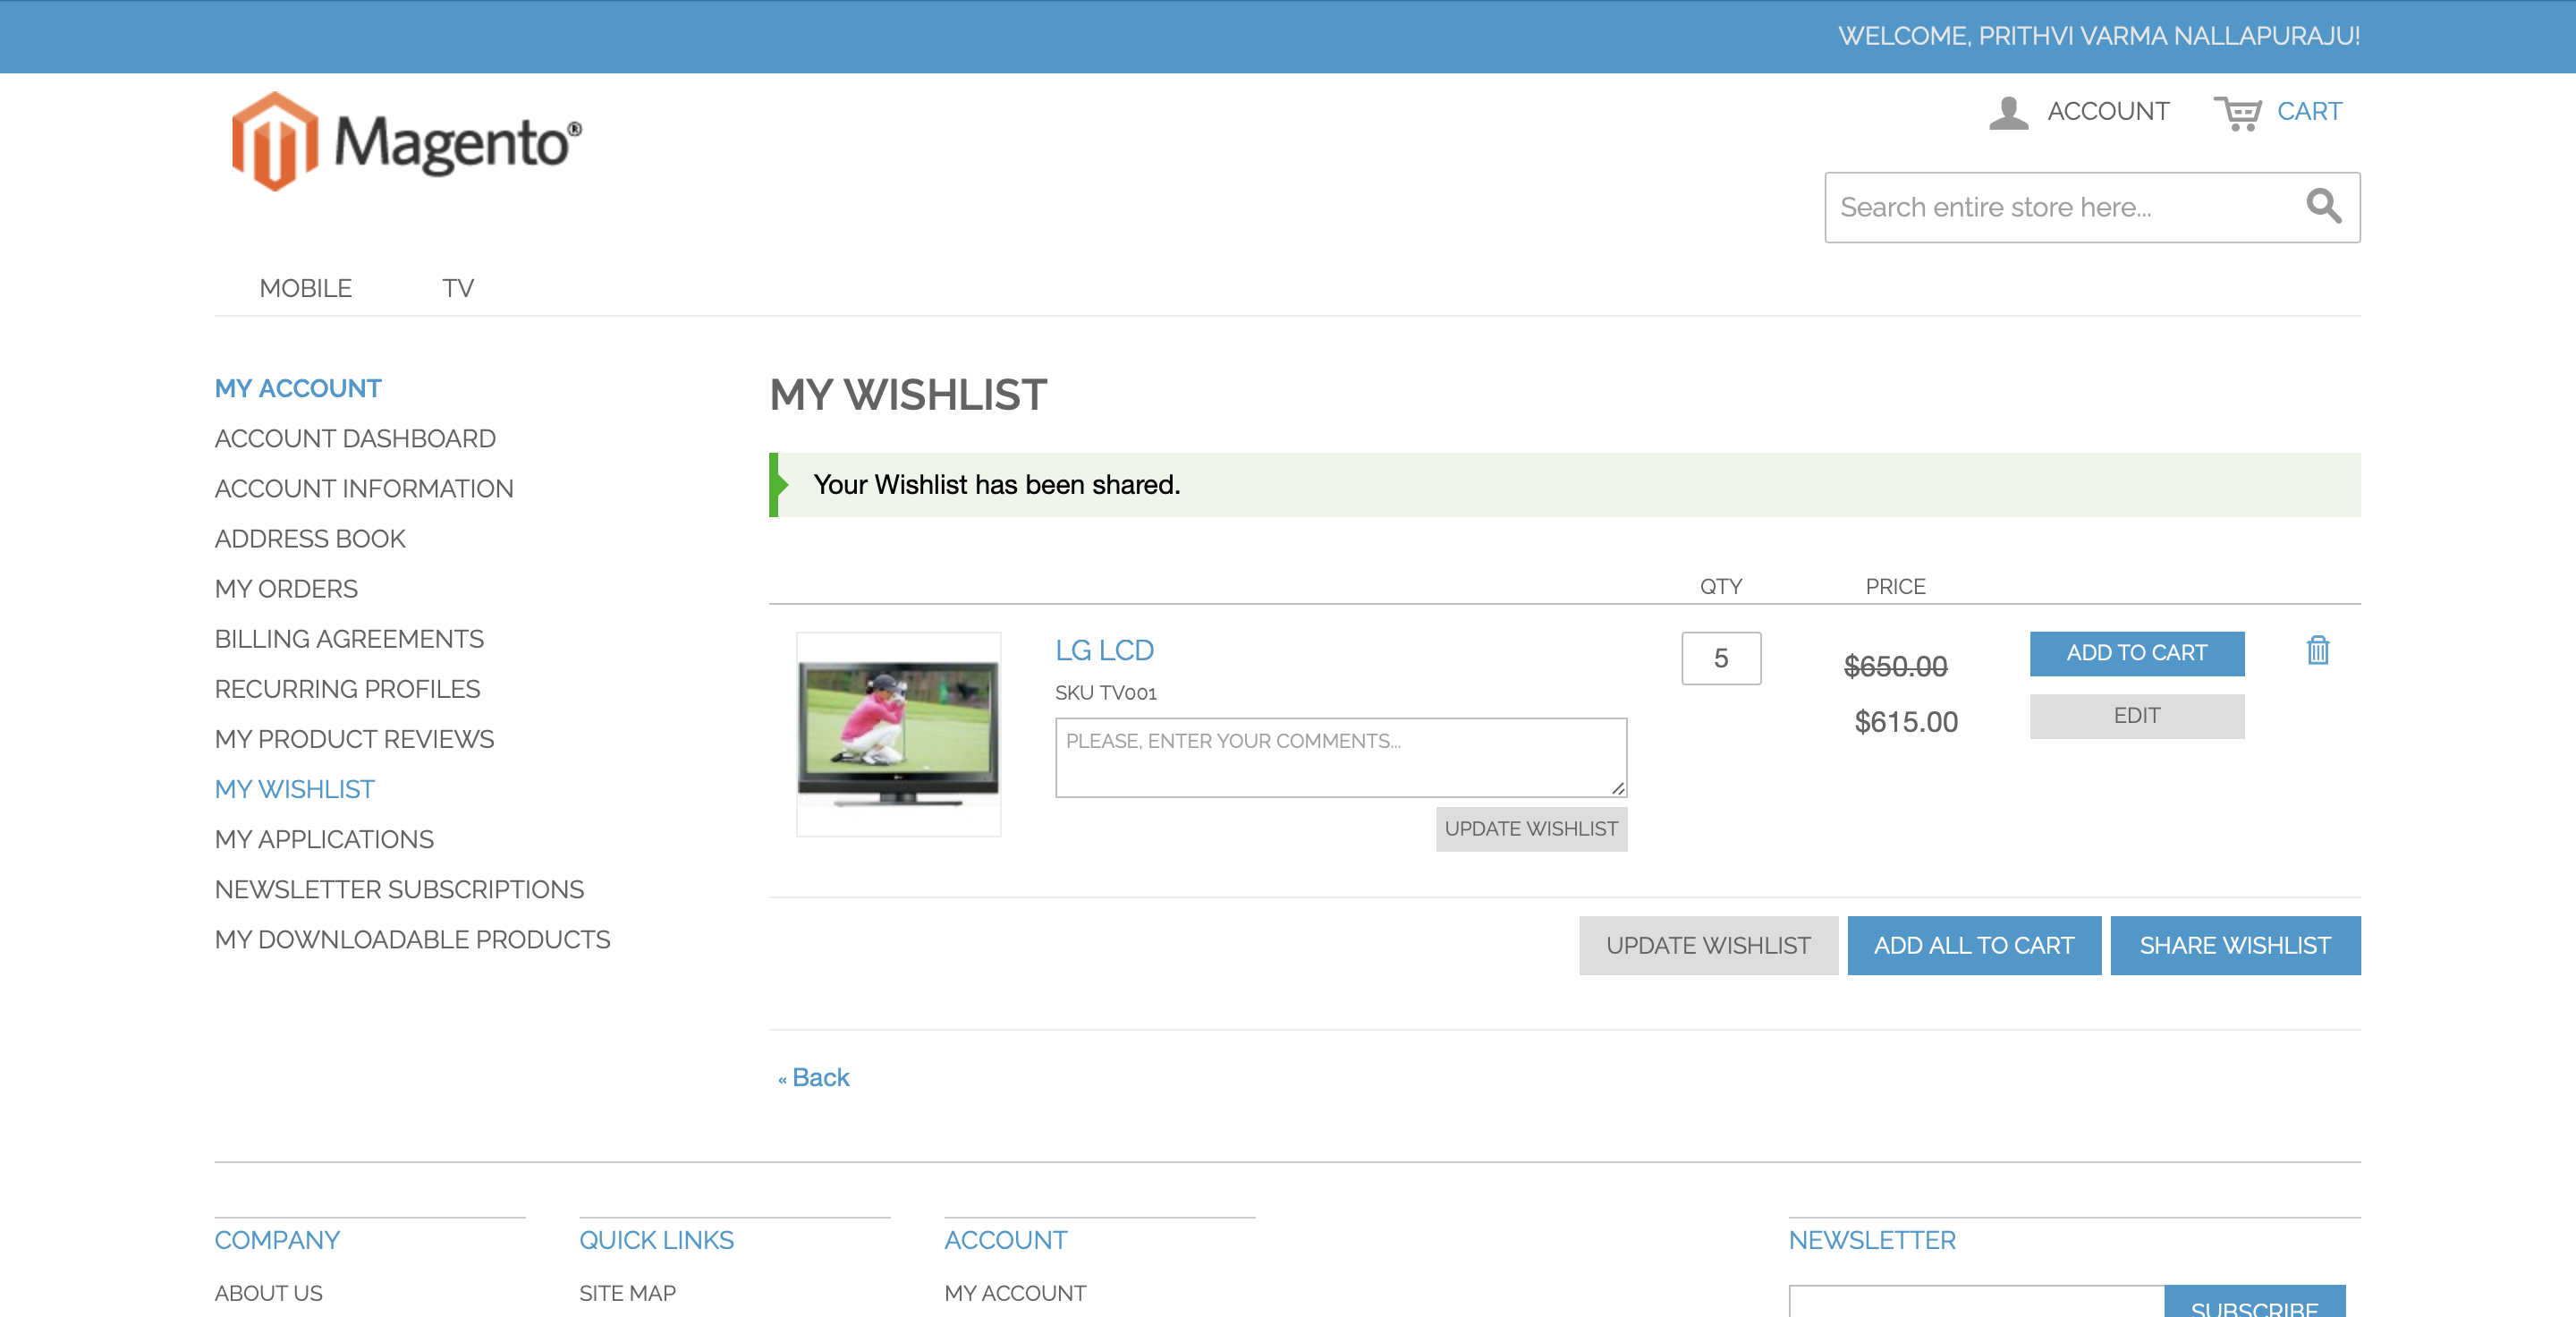 WELCOME, PRITHVI VARMA NALLAPURAJU!
Magento®
ACCOUNT
CART
Search entire store here...
MOBILE
TV
MY ACCOUNT
ACCOUNT DASHBOARD
ACCOUNT INFORMATION
ADDRESS BOOK
MY ORDERS
BILLING AGREEMENTS
RECURRING PROFILES
MY PRODUCT REVIEWS
MY WISHLIST
MY APPLICATIONS
NEWSLETTER SUBSCRIPTIONS
MY DOWNLOADABLE PRODUCTS
MY WISHLIST
Your Wishlist has been shared.
QTY PRICE
LG LCD
SKU TV001
PLEASE, ENTER YOUR COMMENTS...
UPDATE WISHLIST
5
$650.00
$615.00
ADD TO CART
EDIT
UPDATE WISHLIST ADD ALL TO CART SHARE WISHLIST
« Back
COMPANY
ABOUT US
QUICK LINKS
SITE MAP
ACCOUNT
MY ACCOUNT
NEWSLETTER
SUBSCRIBE